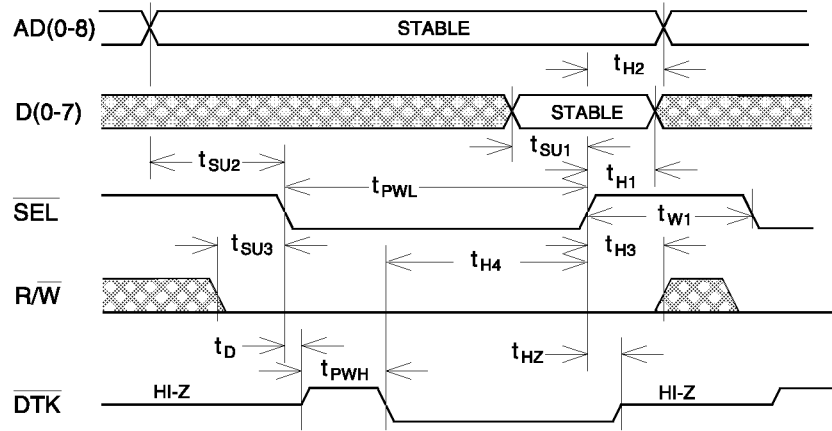 AD(0-8) STABLE
tH2
D(0-7) STABLE
tSU1
tSU2 tH1
tPWL
SEL tW1
tSU3 tH4 tH3
R/W
tD tHZ
tPWH
HI-Z HI-Z
DTK